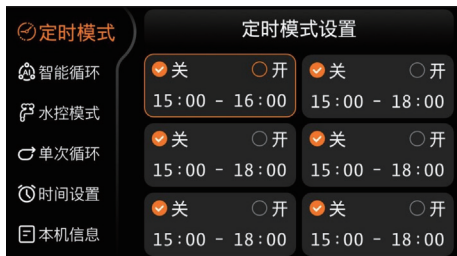 定时模式
智能循环
水控模式
单次循环
时间设置
本机信息
定时模式设置
关 开 关 开
15:00 - 16:00 15:00 - 18:00
关 开 关 开
15:00 - 18:00 15:00 - 18:00
关 开 关 开
15:00 - 18:00 15:00 - 18:00